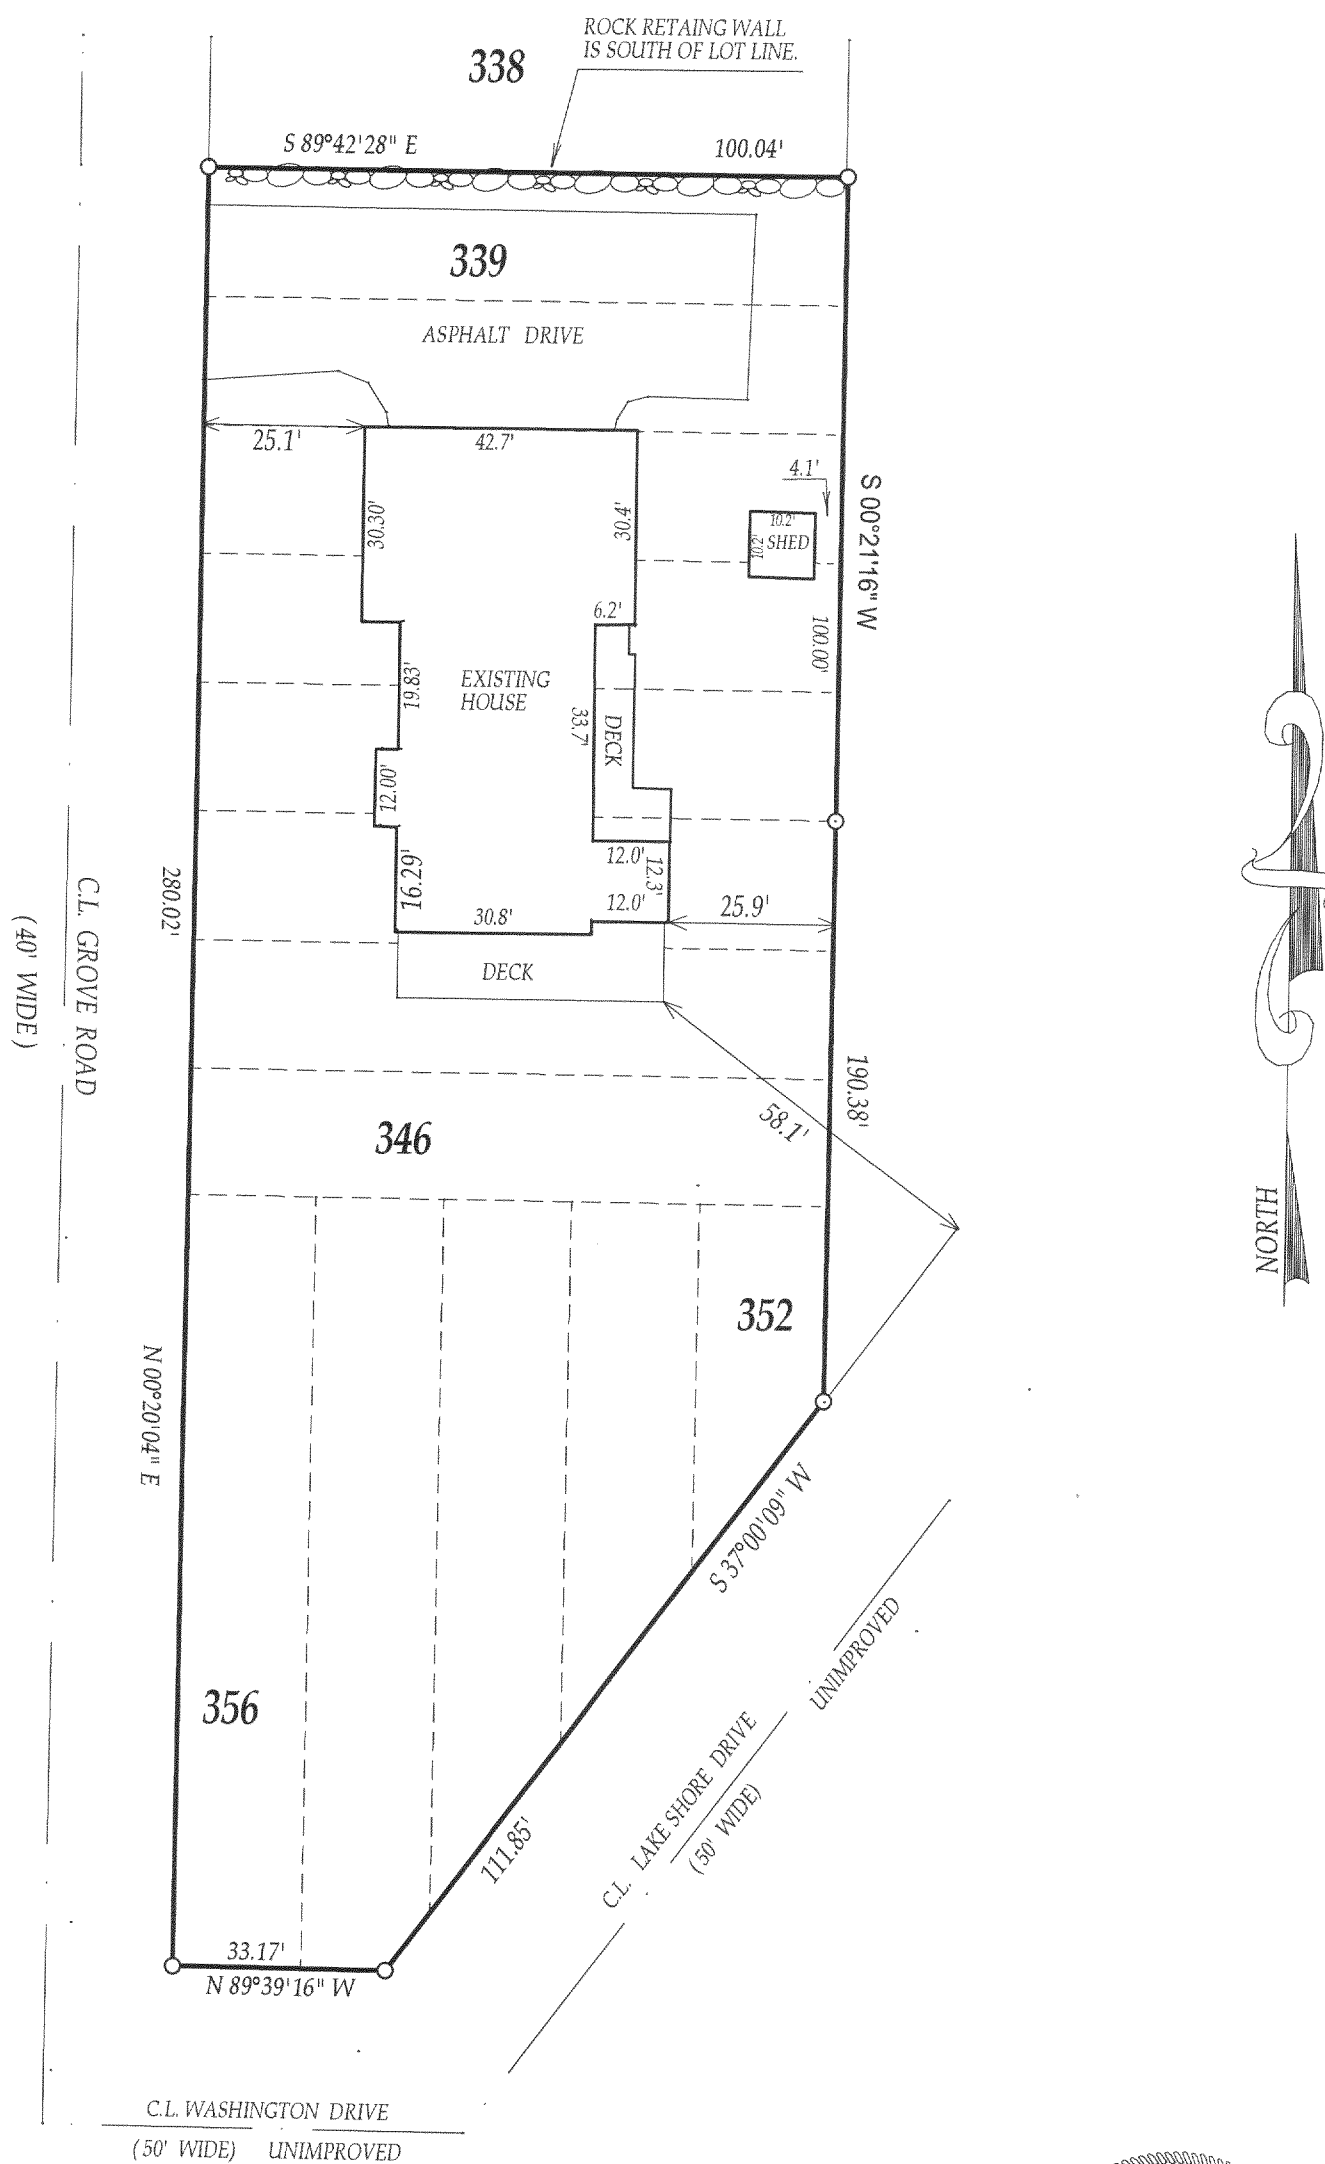 ROCK RETAING WALL
IS SOUTH OF LOT LINE.
338
S 89°42'28" E
100.04'
339
ASPHALT DRIVE
25.1'
42.7'
4.1'
30.30'
30.4'
10.2'
10.2'
SHED
S 00°21'16" W
100.00'
6.2'
EXISTING
HOUSE
19.83'
33.7'
DECK
12.00'
16.29'
12.0'
12.3'
12.0'
30.8'
25.9'
DECK
280.02'
C.L. GROVE ROAD
(40' WIDE)
190.38'
58.1'
346
NORTH
352
N 00°20'04" E
S 37°00'09" W
UNIMPROVED
356
C.L. LAKE SHORE DRIVE
(50' WIDE)
111.85'
33.17'
N 89°39'16" W
C.L. WASHINGTON DRIVE
(50' WIDE) UNIMPROVED